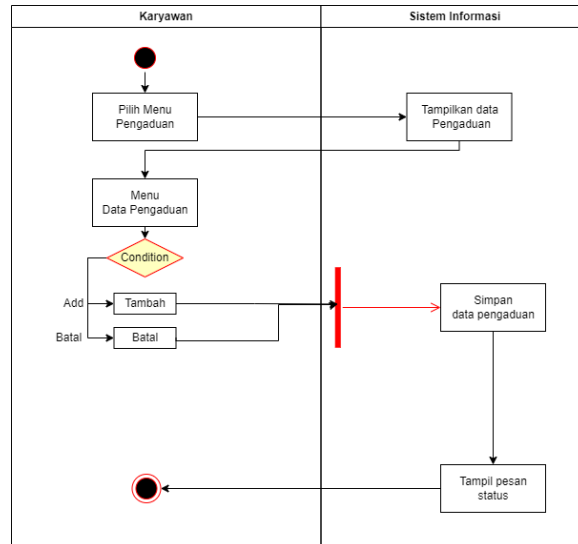 Karyawan
Sistem Informasi
Pilih Menu
Pengaduan
Tampilkan data
Pengaduan
Menu
Data Pengaduan
Condition
Add
Tambah
Batal
Batal
Simpan
data pengaduan
Tampil pesan
status